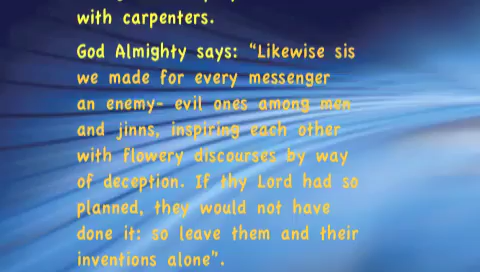 with carpenters.
God Almighty says: "Likewise sis
we made for every messenger
an enemy- evil ones among men
and jinns, inspiring each other
with flowery discourses by way
of deception. If thy Lord had so
planned, they would not have
done it: so leave them and their
inventions alone".